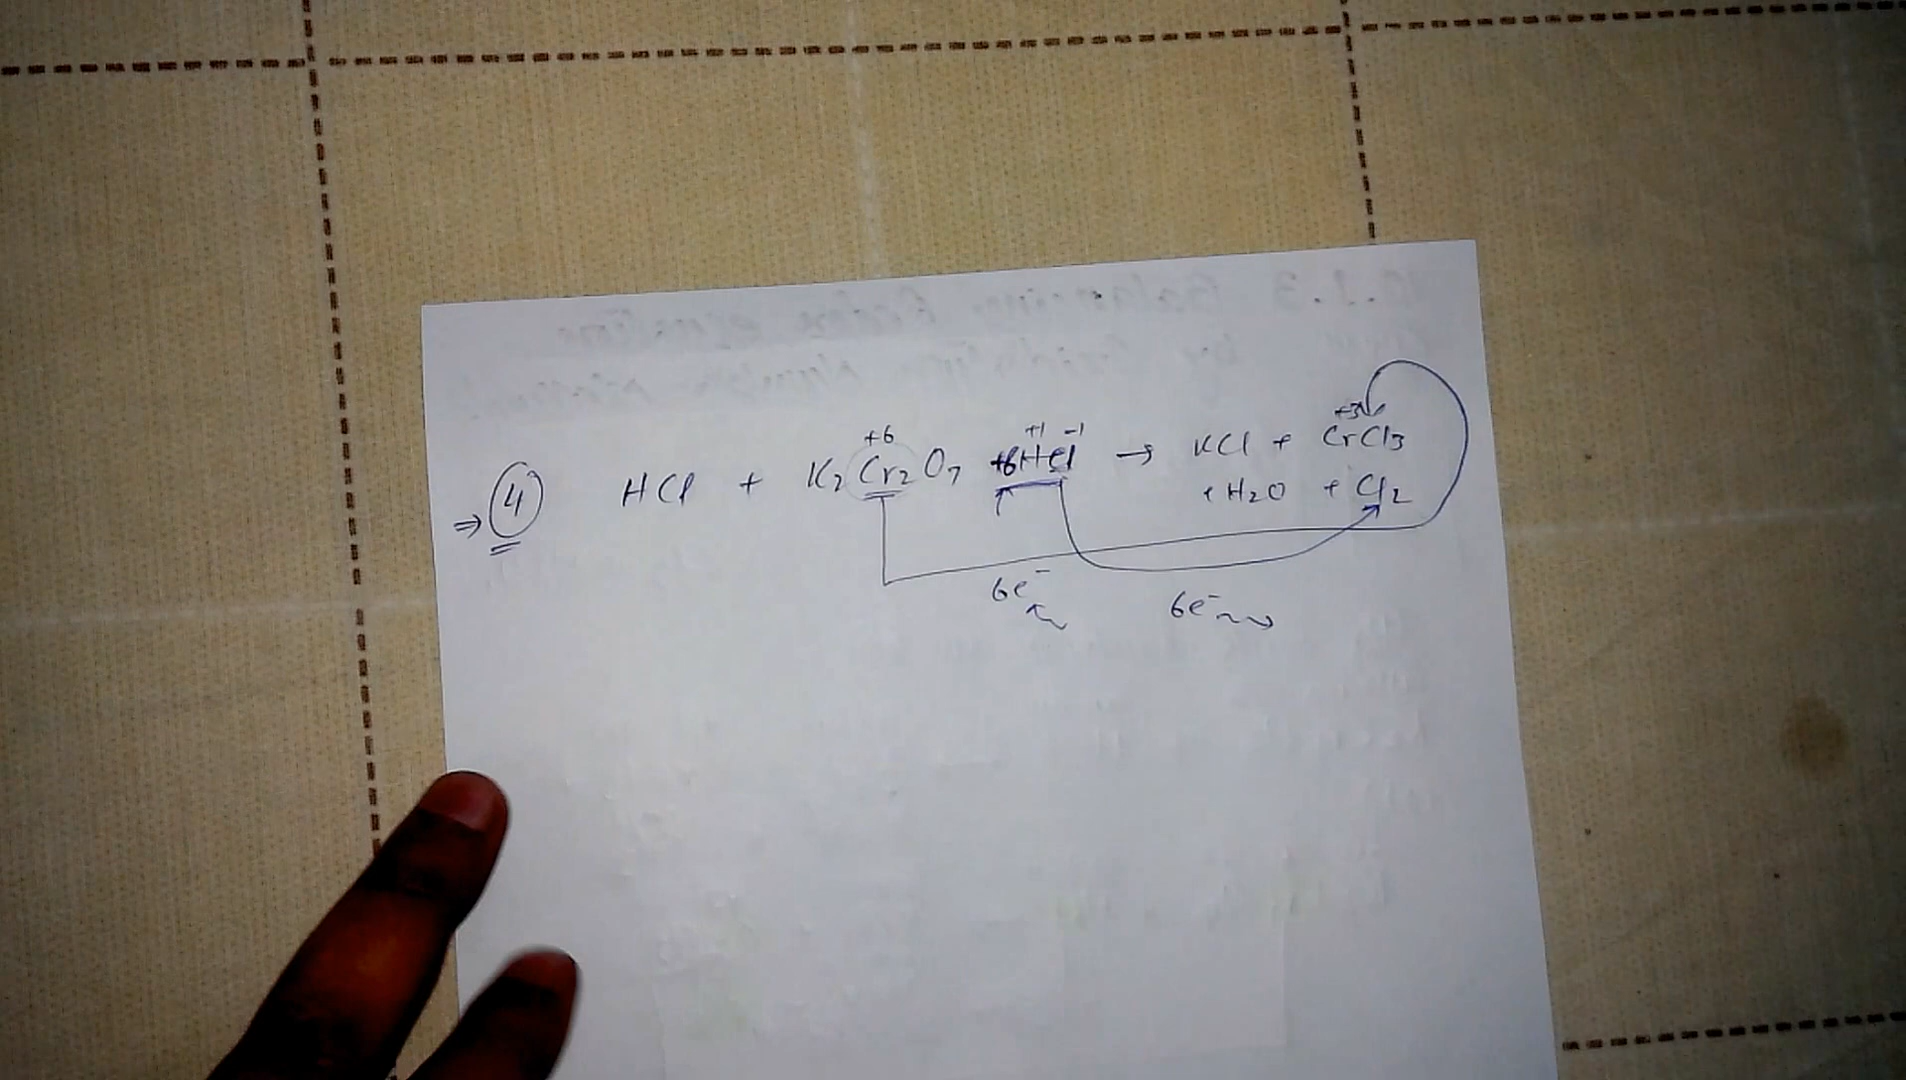 +6 +1 -1 +3
④ HCl + K₂Cr₂O₇ +6HCl → KCl + CrCl₃
+ H₂O + Cl₂
6e⁻ 6e⁻